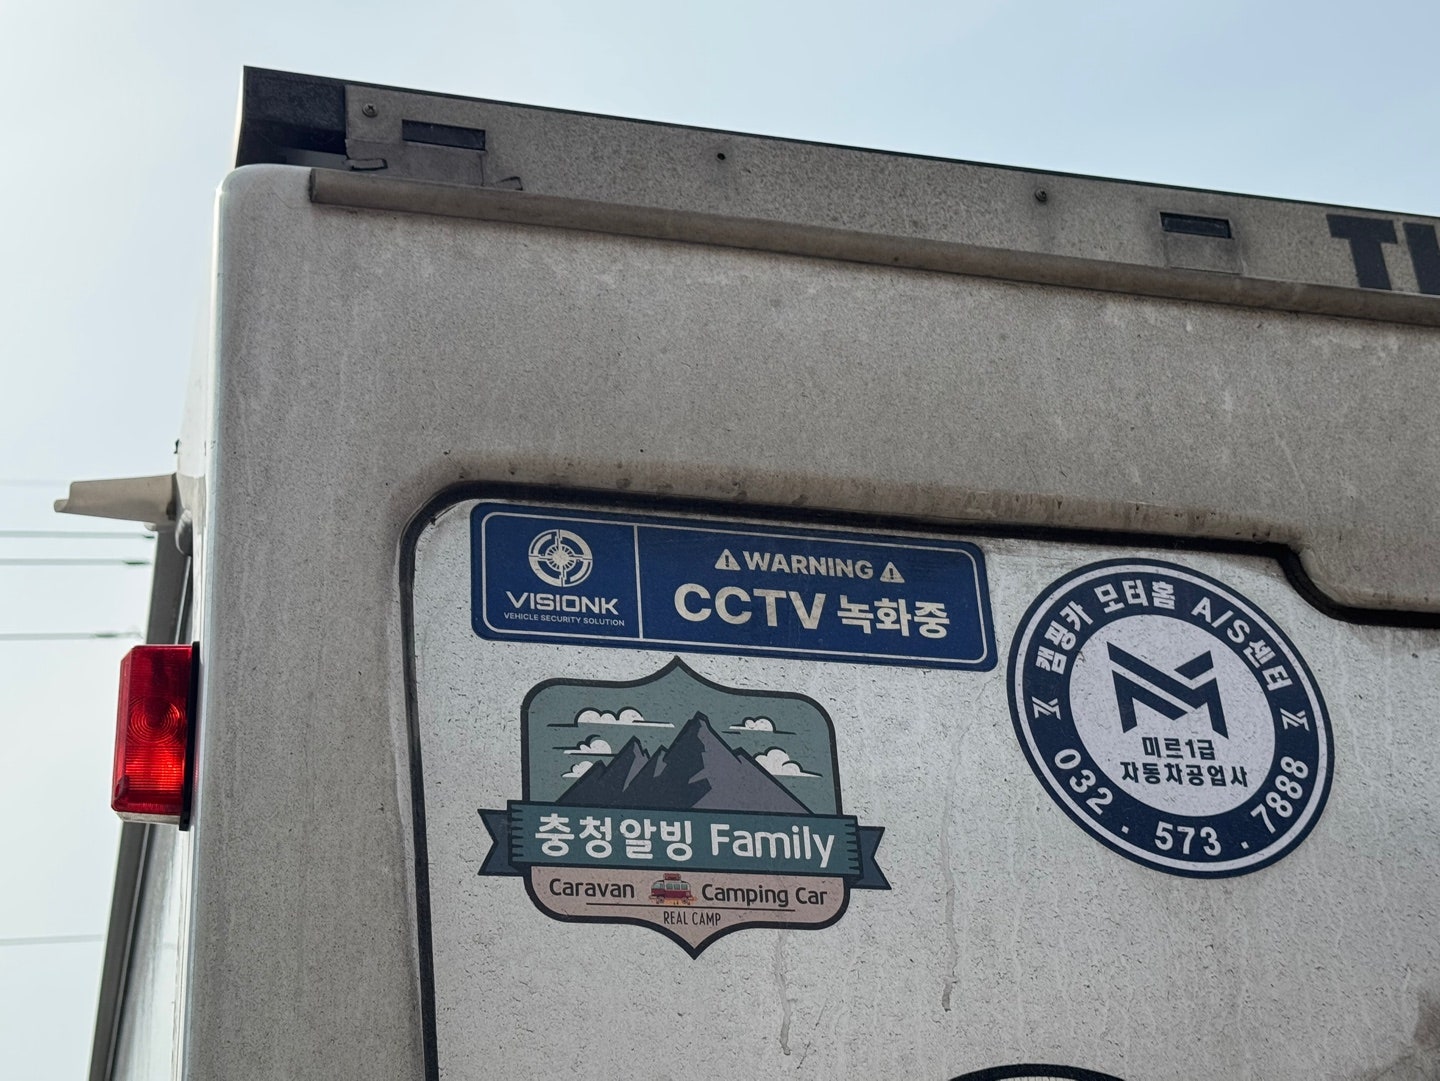 VISIONK
VEHICLE SECURITY SOLUTION
WARNING
CCTV 녹화중
충청알빙 Family
Caravan Camping Car
REAL CAMP
캠핑카 모터홈 A/S센터
미르1급
자동차공업사
032 . 573 . 7888